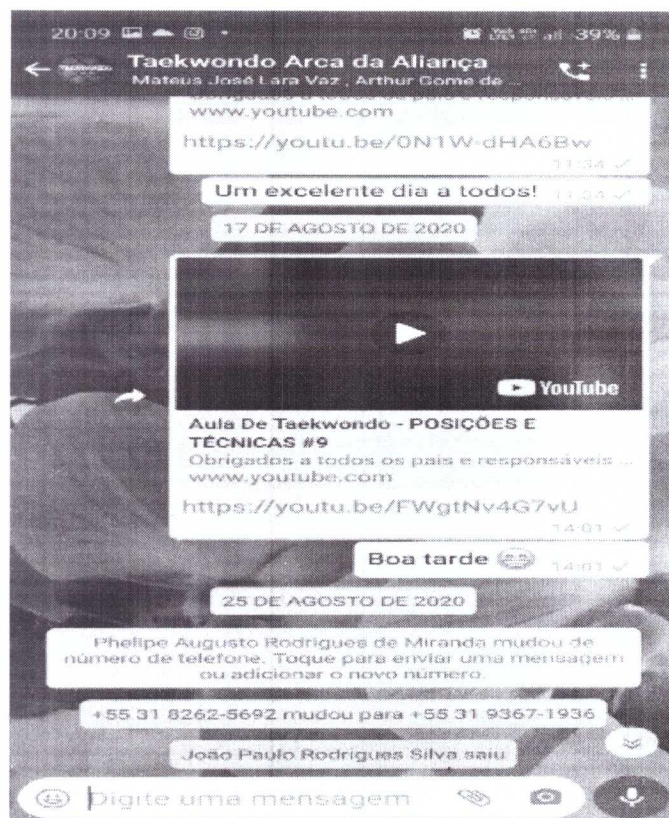 20:09 39%
Taekwondo Arca da Aliança
Mateus José Lara Vaz , Arthur Gome de ...
www.youtube.com
https://youtu.be/0N1W-dHA6Bw
11:34
Um excelente dia a todos! 11:34
17 DE AGOSTO DE 2020
YouTube
Aula De Taekwondo - POSIÇÕES E
TÉCNICAS #9
Obrigados a todos os pais e responsáveis ...
www.youtube.com
https://youtu.be/FWgtNv4G7vU
14:01
Boa tarde 14:01
25 DE AGOSTO DE 2020
Phelipe Augusto Rodrigues de Miranda mudou de
número de telefone. Toque para enviar uma mensagem
ou adicionar o novo número.
+55 31 8262-5692 mudou para +55 31 9367-1936
João Paulo Rodrigues Silva saiu
Digite uma mensagem